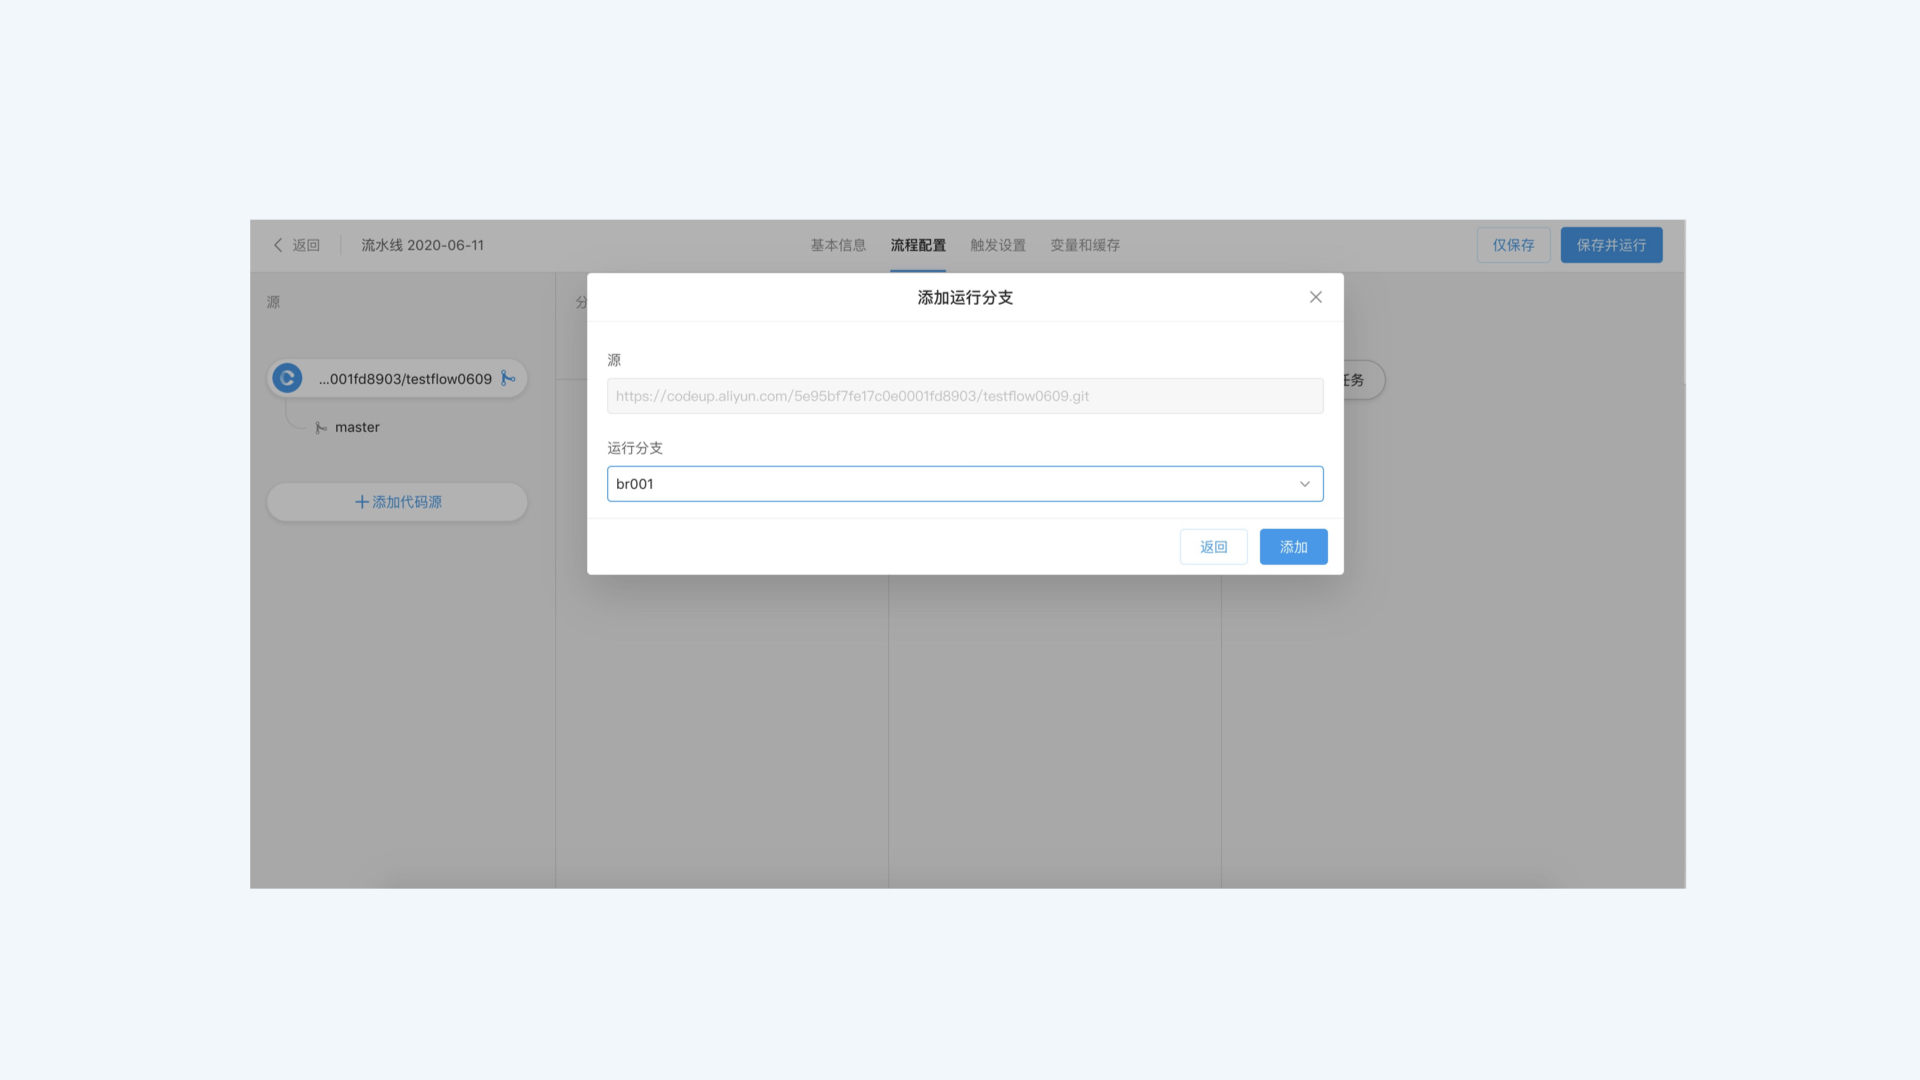 返回
流水线 2020-06-11
基本信息
流程配置
触发设置
变量和缓存
仅保存
保存并运行
源
...001fd8903/testflow0609
master
添加代码源
添加运行分支
源
https://codeup.aliyun.com/5e95bf7fe17c0e0001fd8903/testflow0609.git
运行分支
br001
返回
添加
分
任务